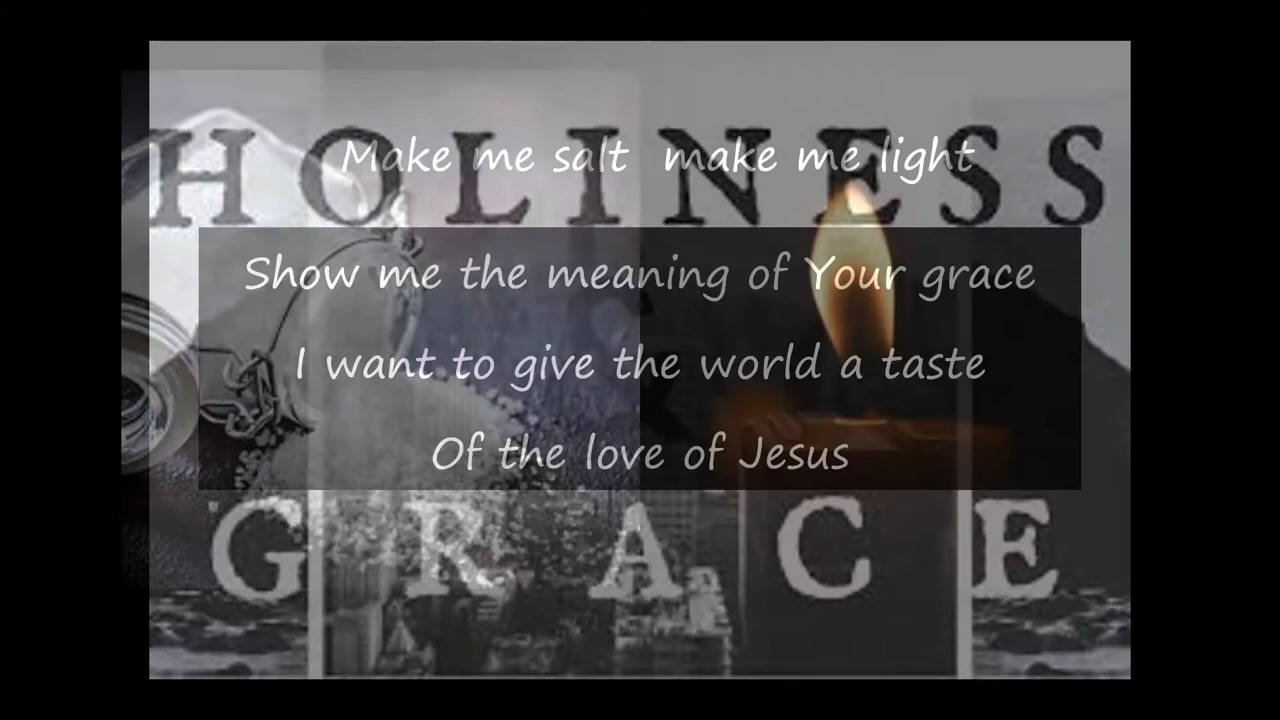 HOLINESS
Make me salt make me light
Show me the meaning of Your grace
I want to give the world a taste
Of the love of Jesus
GRACE